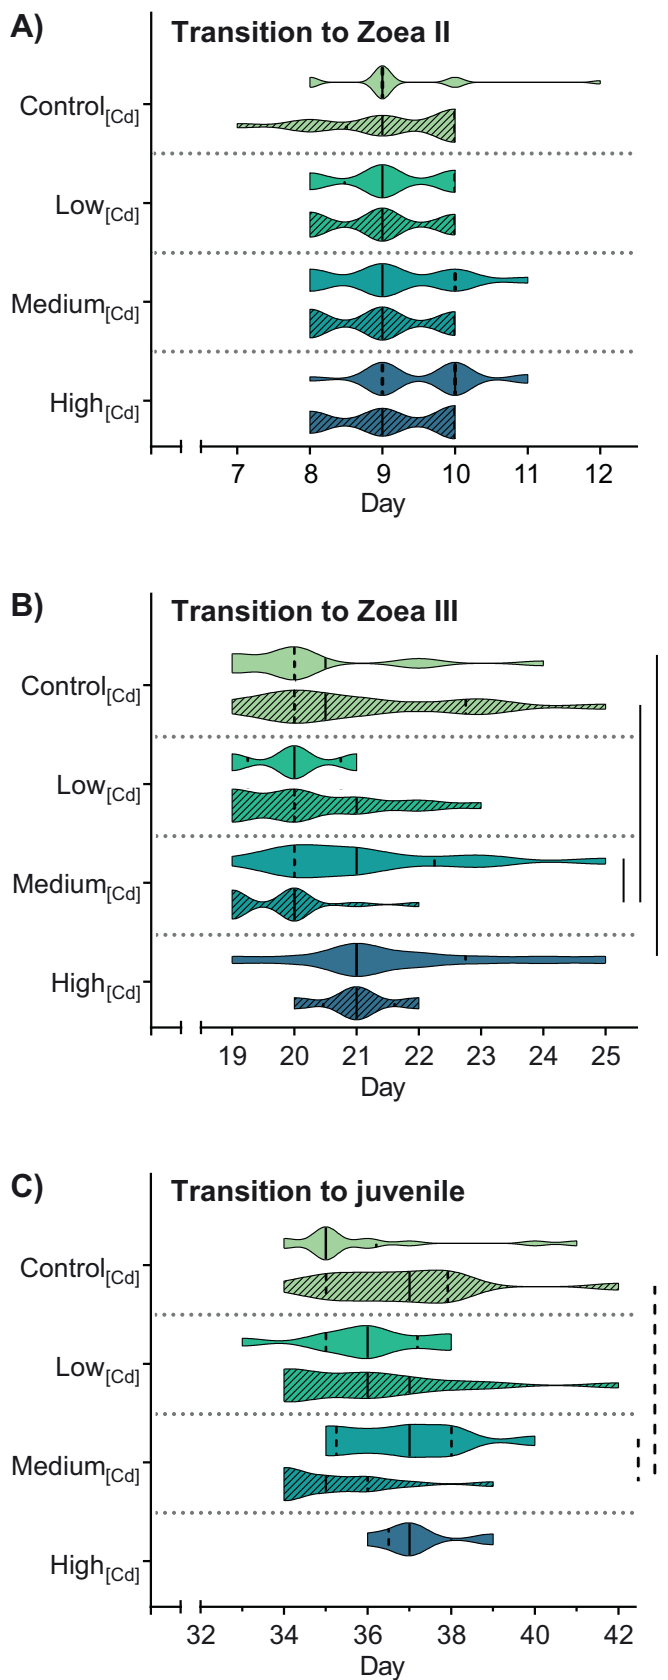 A)
Transition to Zoea II
Control[Cd]
Low[Cd]
Medium[Cd]
High[Cd]
7 8 9 10 11 12
Day
B)
Transition to Zoea III
Control[Cd]
Low[Cd]
Medium[Cd]
High[Cd]
19 20 21 22 23 24 25
Day
C)
Transition to juvenile
Control[Cd]
Low[Cd]
Medium[Cd]
High[Cd]
32 34 36 38 40 42
Day